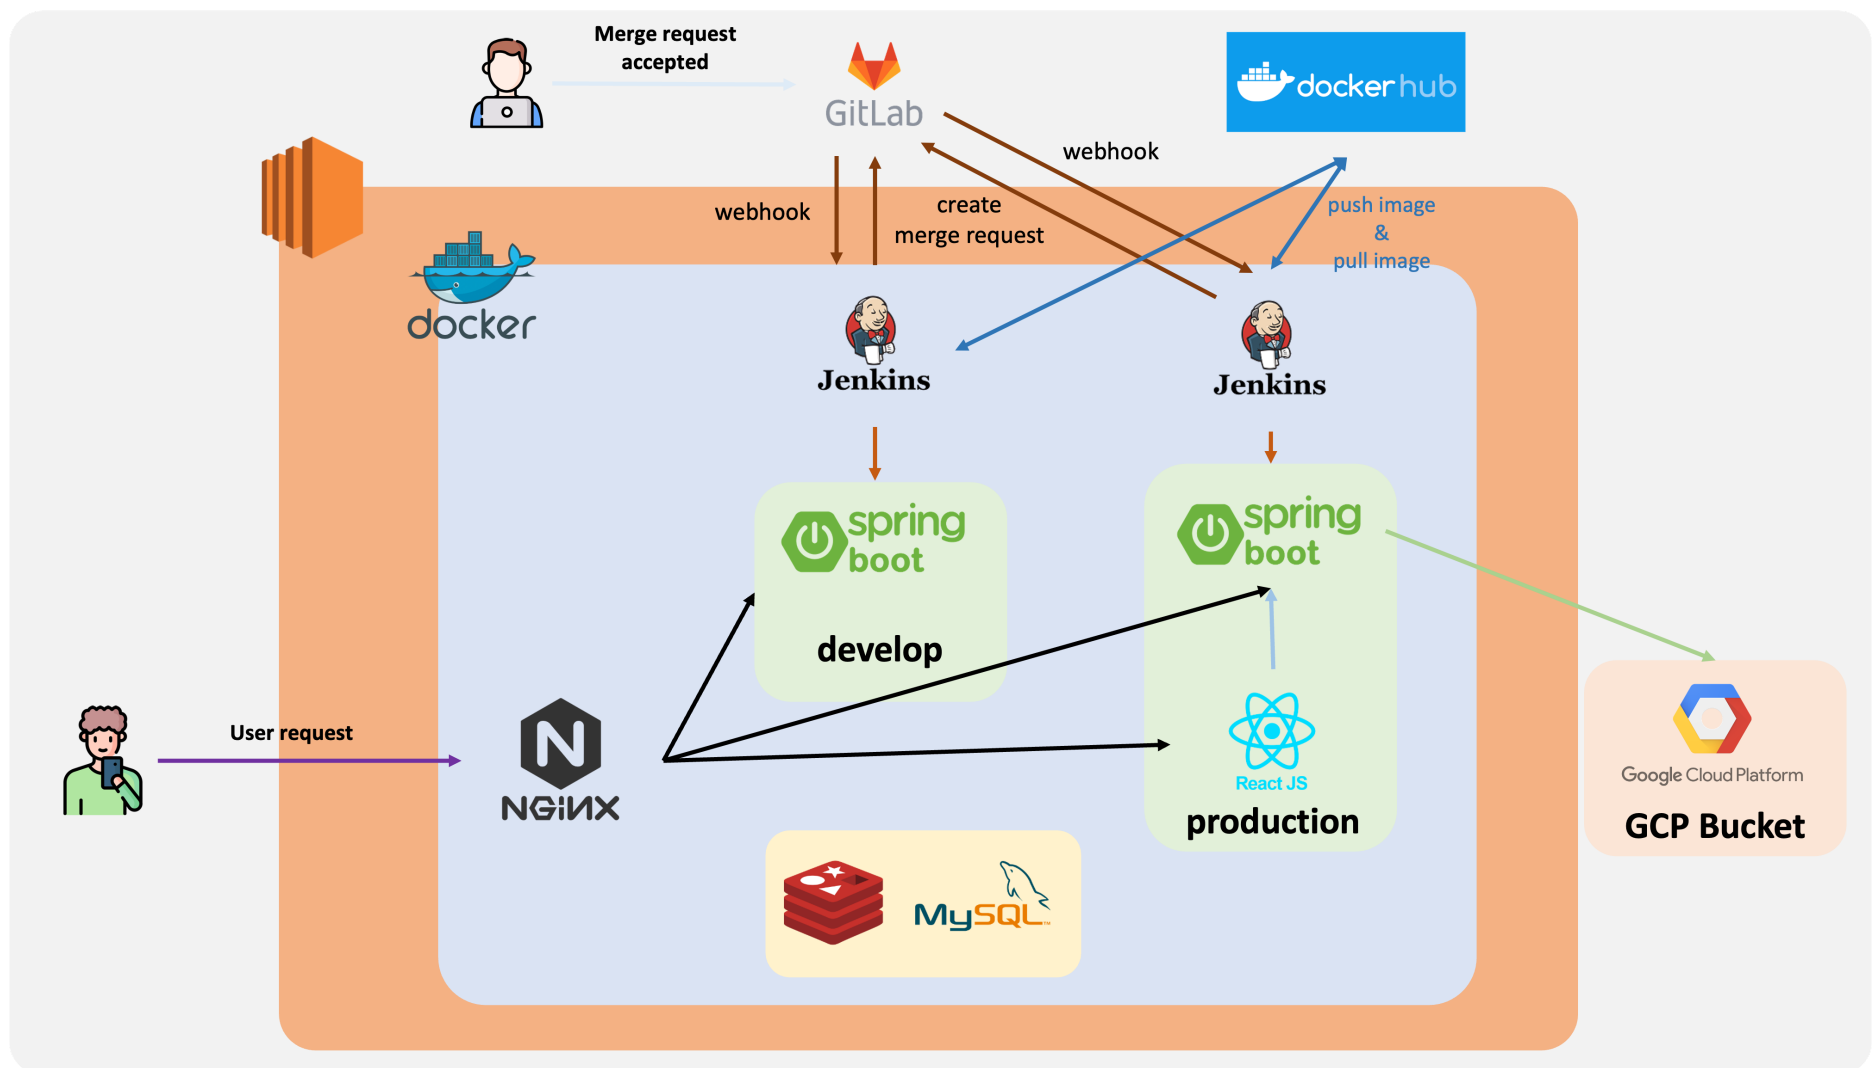 Merge request
accepted
GitLab
docker hub
webhook
webhook
create
merge request
push image
&
pull image
docker
Jenkins
Jenkins
spring
boot
spring
boot
develop
User request
N
NGINX
React JS
production
Google Cloud Platform
GCP Bucket
MySQL™